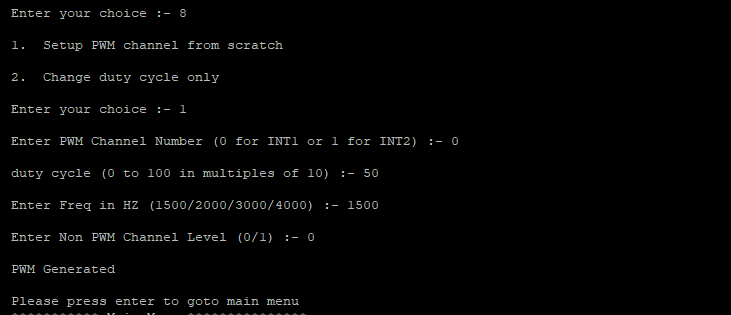 Enter your choice :- 8
1.  Setup PWM channel from scratch
2.  Change duty cycle only
Enter your choice :- 1
Enter PWM Channel Number (0 for INT1 or 1 for INT2) :- 0
duty cycle (0 to 100 in multiples of 10) :- 50
Enter Freq in HZ (1500/2000/3000/4000) :- 1500
Enter Non PWM Channel Level (0/1) :- 0
PWM Generated
Please press enter to goto main menu